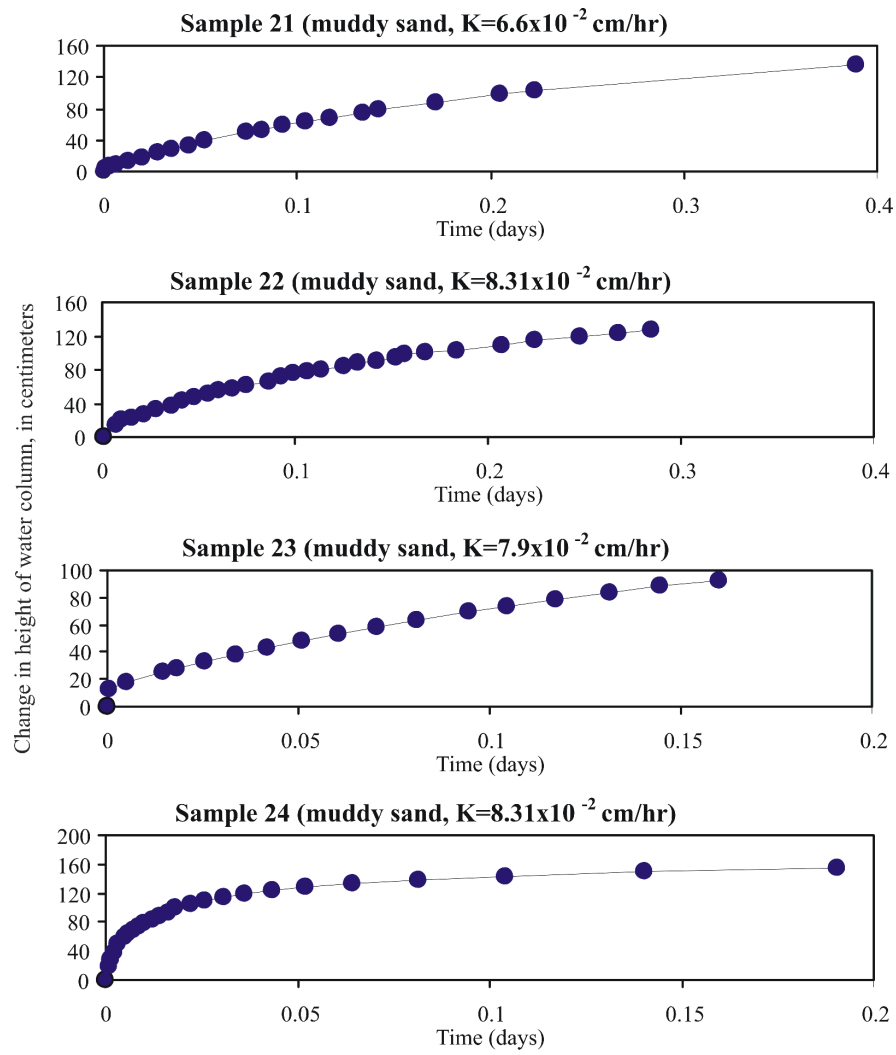 Change in height of water column, in centimeters
Sample 21 (muddy sand, K=6.6x10 -2 cm/hr)
160
120
80
40
0
0 0.1 0.2 0.3 0.4
Time (days)
Sample 22 (muddy sand, K=8.31x10 -2 cm/hr)
160
120
80
40
0
0 0.1 0.2 0.3 0.4
Time (days)
Sample 23 (muddy sand, K=7.9x10 -2 cm/hr)
100
80
60
40
20
0
0 0.05 0.1 0.15 0.2
Time (days)
Sample 24 (muddy sand, K=8.31x10 -2 cm/hr)
200
160
120
80
40
0
0 0.05 0.1 0.15 0.2
Time (days)